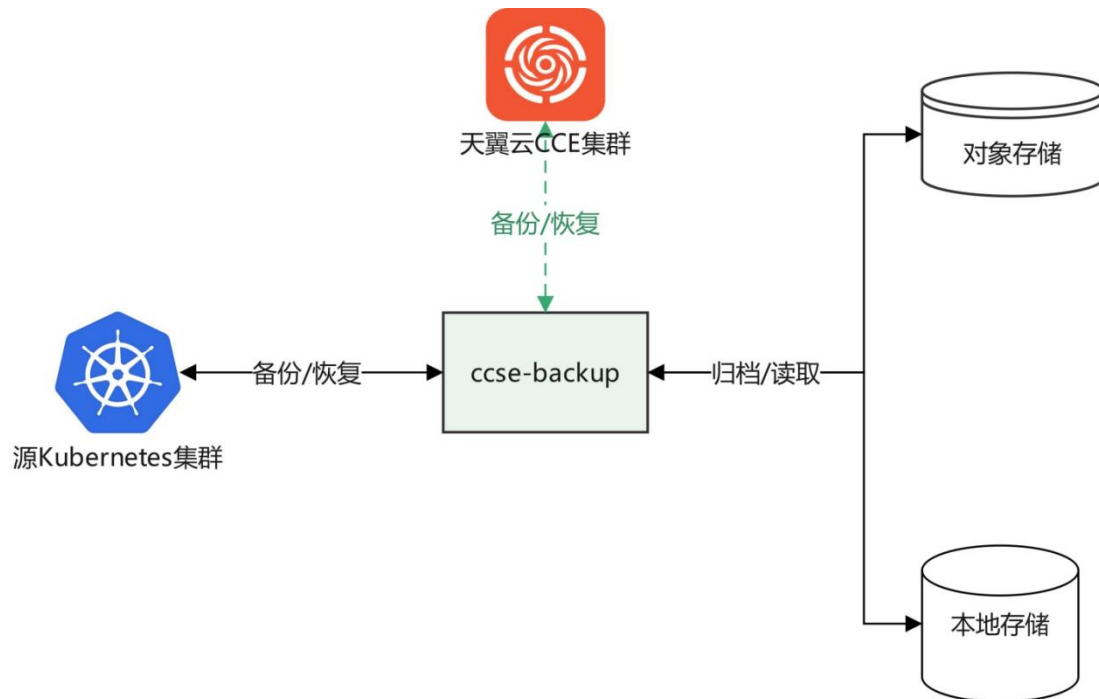 天翼云CCE集群
对象存储
备份/恢复
备份/恢复
ccse-backup
归档/读取
源Kubernetes集群
本地存储